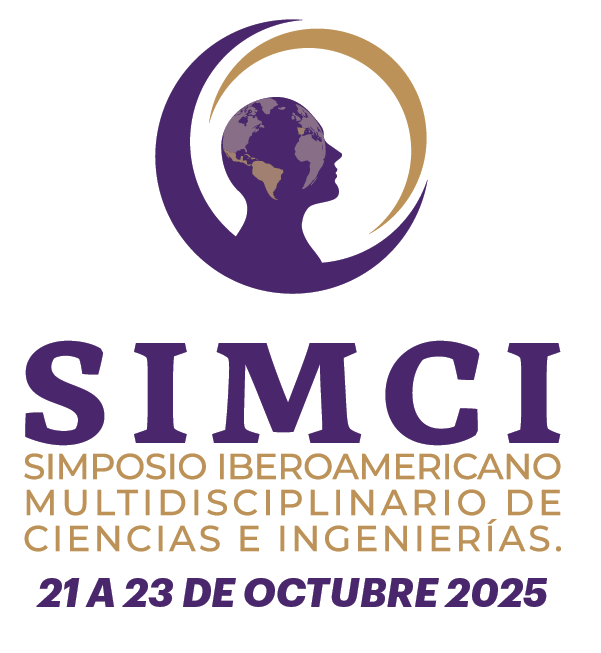 SIMCI
SIMPOSIO IBEROAMERICANO
MULTIDISCIPLINARIO DE
CIENCIAS E INGENIERÍAS.
21 A 23 DE OCTUBRE 2025